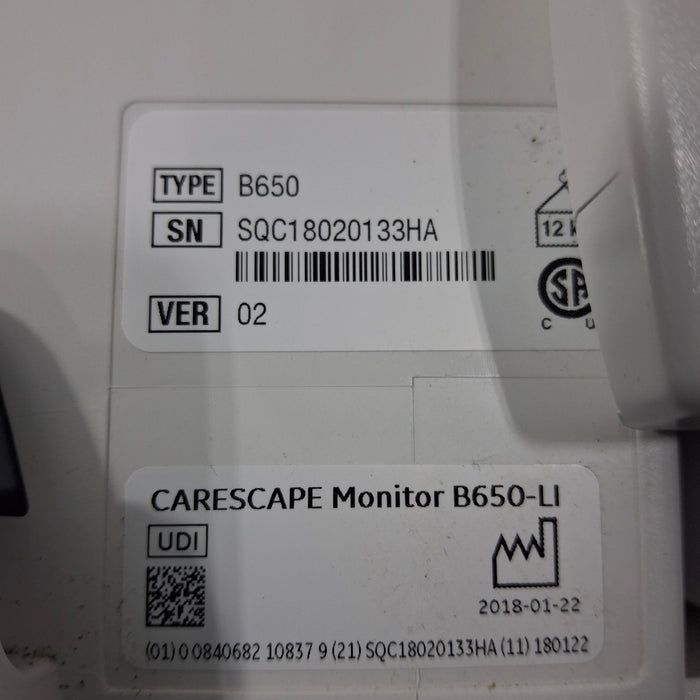 TYPE B650
SN SQC18020133HA
12
VER 02
C
CARESCAPE Monitor B650-LI
UDI
2018-01-22
(01) 0 0840682 10837 9 (21) SQC18020133HA (11) 180122